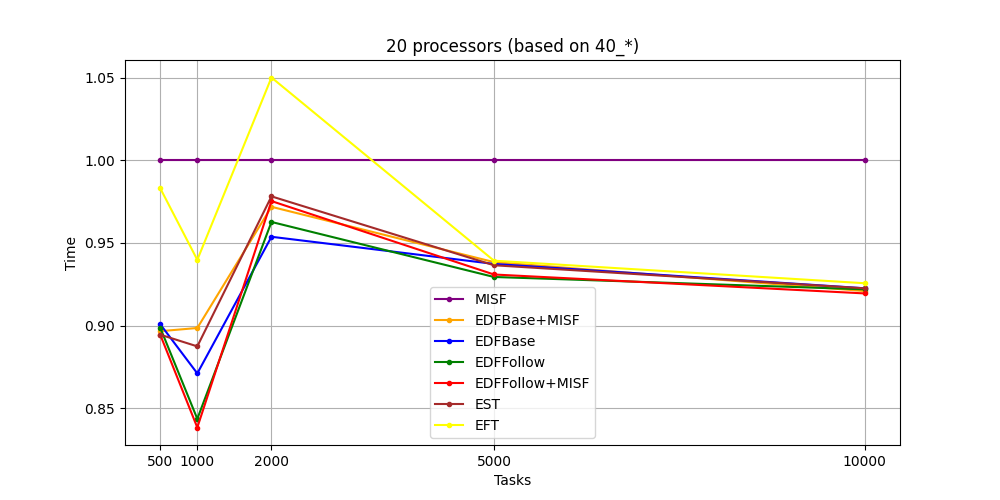 20 processors (based on 40_*)
Time
1.05
1.00
0.95
0.90
0.85
MISF
EDFBase+MISF
EDFBase
EDFFollow
EDFFollow+MISF
EST
EFT
500 1000 2000 5000 10000
Tasks